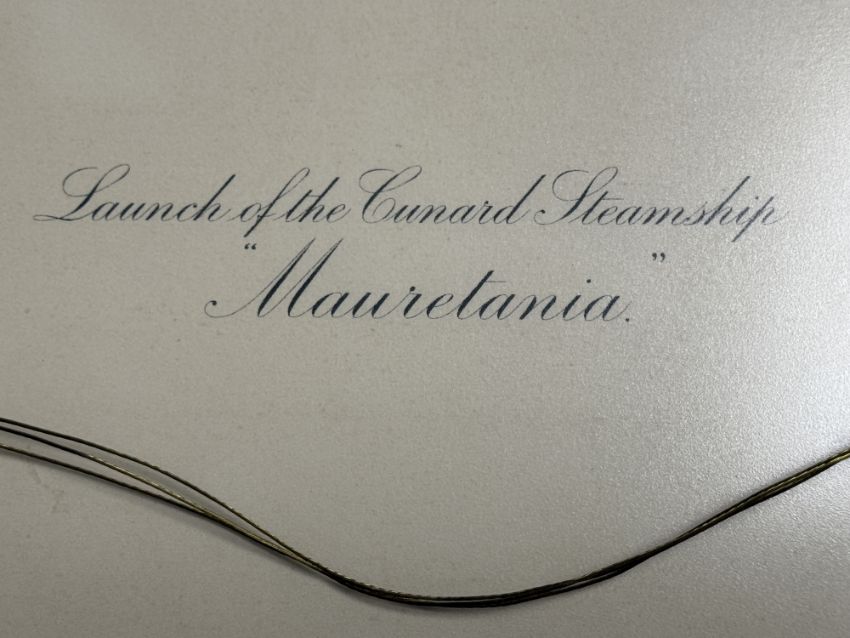 Launch of the Cunard Steamship
"Mauretania."